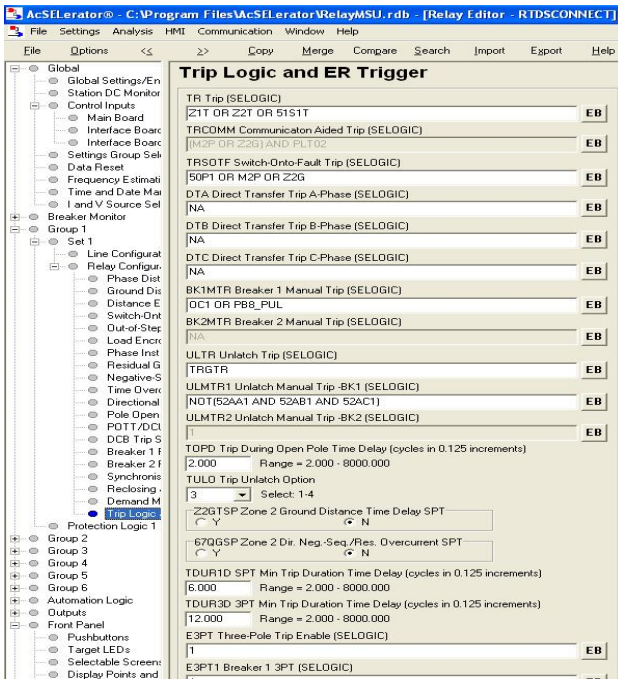 AcSELerator® - C:\Program Files\AcSELerator\RelayMSU.rdb - [Relay Editor - RTDSCONNECT]
File Settings Analysis HMI Communication Window Help
File Options << >> Copy Merge Compare Search Import Export Help
Global
Global Settings/En
Station DC Monitor
Control Inputs
Main Board
Interface Board
Interface Board
Settings Group Sele
Data Reset
Frequency Estimati
Time and Date Mar
I and V Source Sel
Breaker Monitor
Group 1
Set 1
Line Configurat
Relay Configur.
Phase Dist
Ground Dis
Distance E
Switch-Ont
Out-of-Step
Load Encro
Phase Inst
Residual G
Negative-S
Time Overc
Directional
Pole Open
POTT/DCU
DCB Trip S
Breaker 1 F
Breaker 2 F
Synchronis
Reclosing .
Demand M
Trip Logic .
Protection Logic 1
Group 2
Group 3
Group 4
Group 5
Group 6
Automation Logic
Outputs
Front Panel
Pushbuttons
Target LEDs
Selectable Screens
Display Points and
Trip Logic and ER Trigger
TR Trip (SELOGIC)
Z1T OR Z2T OR 51S1T EB
TRCOMM Communicaton Aided Trip (SELOGIC)
(M2P OR Z2G) AND PLT02 EB
TRSOTF Switch-Onto-Fault Trip (SELOGIC)
50P1 OR M2P OR Z2G EB
DTA Direct Transfer Trip A-Phase (SELOGIC)
NA EB
DTB Direct Transfer Trip B-Phase (SELOGIC)
NA EB
DTC Direct Transfer Trip C-Phase (SELOGIC)
NA EB
BK1MTR Breaker 1 Manual Trip (SELOGIC)
OC1 OR PB8_PUL EB
BK2MTR Breaker 2 Manual Trip (SELOGIC)
NA EB
ULTR Unlatch Trip (SELOGIC)
TRGTR EB
ULMTR1 Unlatch Manual Trip -BK1 (SELOGIC)
NOT(52AA1 AND 52AB1 AND 52AC1) EB
ULMTR2 Unlatch Manual Trip -BK2 (SELOGIC)
1 EB
TOPD Trip During Open Pole Time Delay (cycles in 0.125 increments)
2.000 Range = 2.000 - 8000.000
TULO Trip Unlatch Option
3 Select: 1-4
Z2GTSP Zone 2 Ground Distance Time Delay SPT
Y N
67QGSP Zone 2 Dir. Neg.-Seq./Res. Overcurrent SPT
Y N
TDUR1D SPT Min Trip Duration Time Delay (cycles in 0.125 increments)
6.000 Range = 2.000 - 8000.000
TDUR3D 3PT Min Trip Duration Time Delay (cycles in 0.125 increments)
12.000 Range = 2.000 - 8000.000
E3PT Three-Pole Trip Enable (SELOGIC)
1 EB
E3PT1 Breaker 1 3PT (SELOGIC)